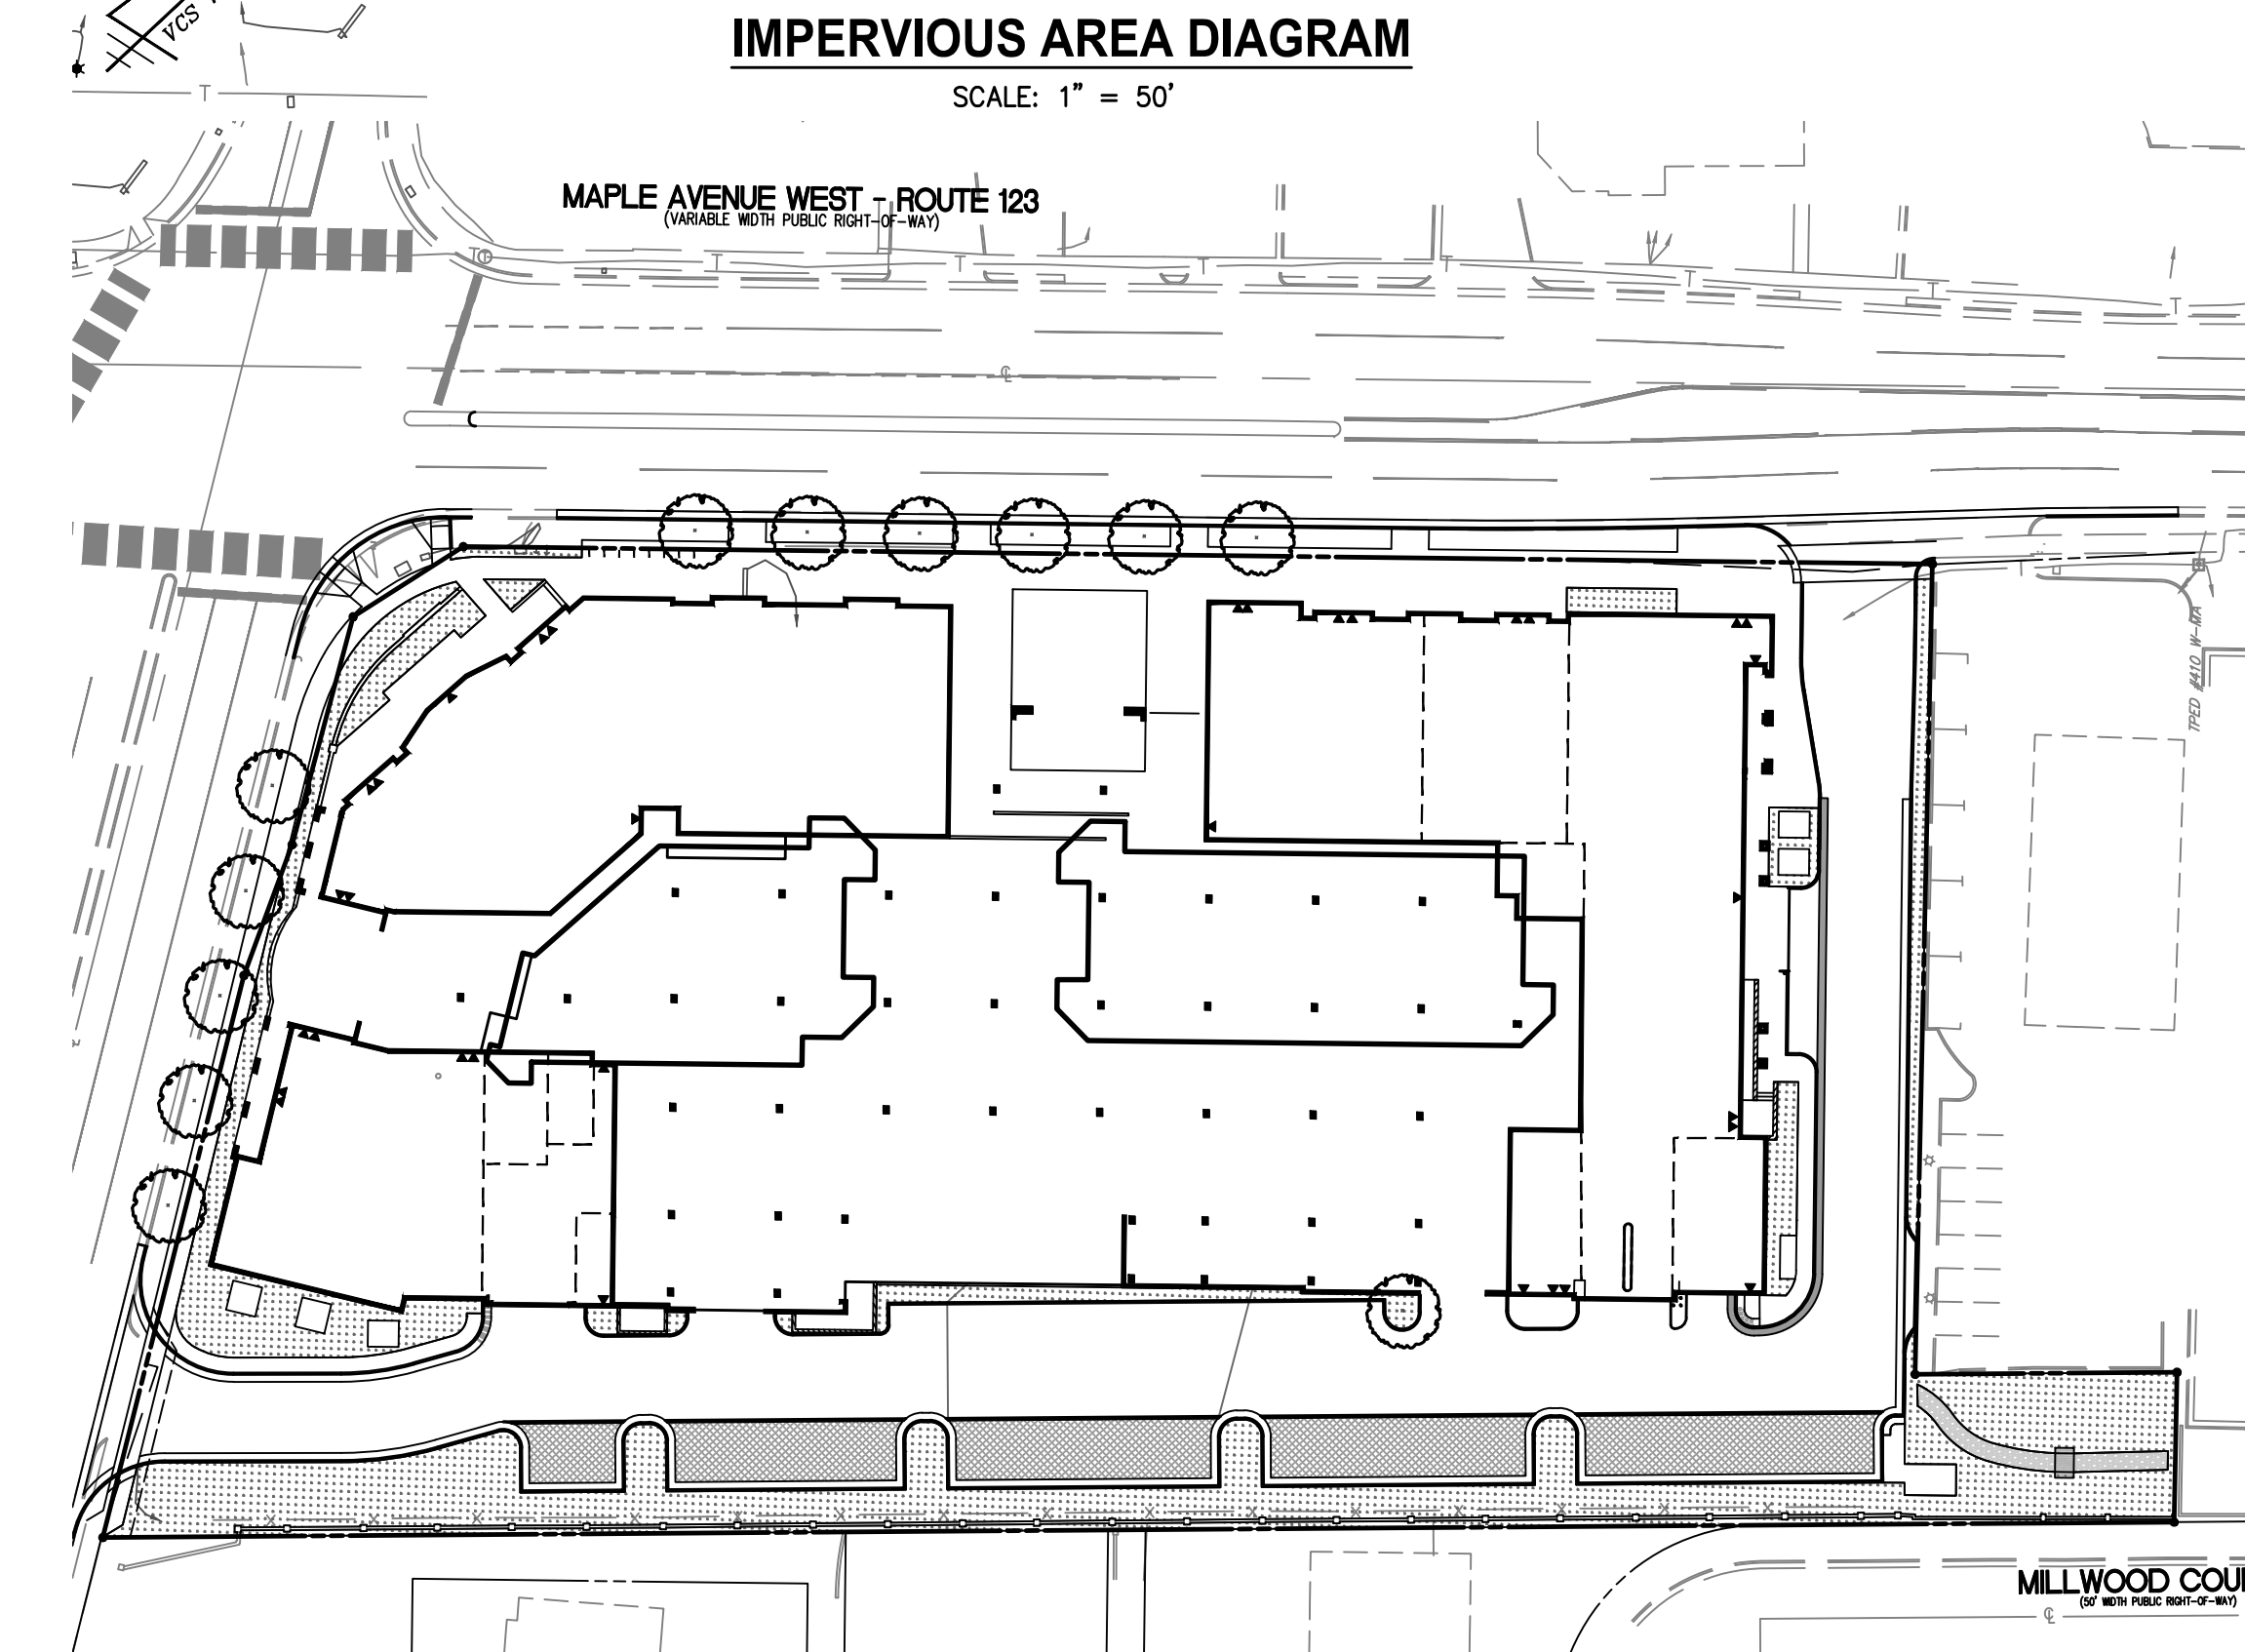 VCS
IMPERVIOUS AREA DIAGRAM
SCALE: 1" = 50'
MAPLE AVENUE WEST - ROUTE 123
(VARIABLE WIDTH PUBLIC RIGHT-OF-WAY)
TPED #410 W-MA
MILLWOOD COU
(50' WIDTH PUBLIC RIGHT-OF-WAY)